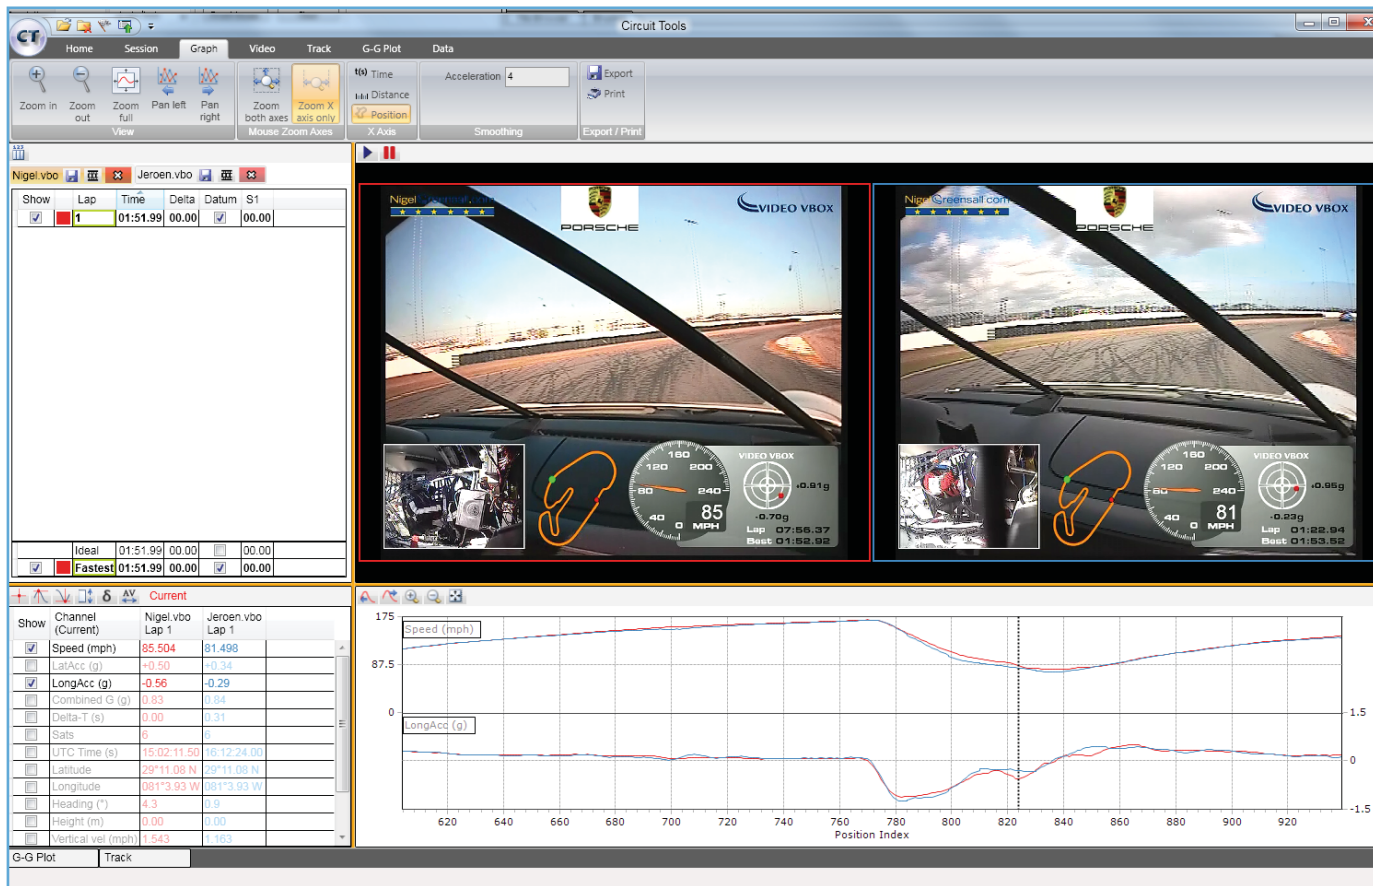 Circuit Tools
CT
Home Session Graph Video Track G-G Plot Data
Zoom in Zoom out Zoom full Pan left Pan right
View
Zoom both axes Zoom X axis only
Mouse Zoom Axes
t(s) Time
Distance
Position
X Axis
Acceleration 4
Smoothing
Export
Print
Export / Print
123
Nigel.vbo Jeroen.vbo
Show Lap Time Delta Datum S1
1 01:51.99 00.00 00.00
Ideal 01:51.99 00.00 00.00
Fastest 01:51.99 00.00 00.00
Nigel Greensall.com
PORSCHE
VIDEO VBOX
VIDEO VBOX
0 40 80 120 160 200 240
85
MPH
-0.91g
-0.70g
Lap 07:56.37
Best 01:52.92
Nigel Greensall.com
PORSCHE
VIDEO VBOX
VIDEO VBOX
0 40 80 120 160 200 240
81
MPH
-0.95g
-0.23g
Lap 01:22.94
Best 01:53.52
δ AV Current
Show Channel (Current) Nigel.vbo Lap 1 Jeroen.vbo Lap 1
Speed (mph) 85.504 81.498
LatAcc (g) +0.50 +0.34
LongAcc (g) -0.56 -0.29
Combined G (g) 0.83 0.84
Delta-T (s) 0.00 0.31
Sats 6 6
UTC Time (s) 15:02:11.50 16:12:24.00
Latitude 29°11.08 N 29°11.08 N
Longitude 081°3.93 W 081°3.93 W
Heading (°) 4.3 0.9
Height (m) 0.00 0.00
Vertical vel (mph) 1.543 1.163
175
Speed (mph)
87.5
0 1.5
LongAcc (g)
0
-1.5
620 640 660 680 700 720 740 760 780 800 820 840 860 880 900 920
Position Index
G-G Plot Track